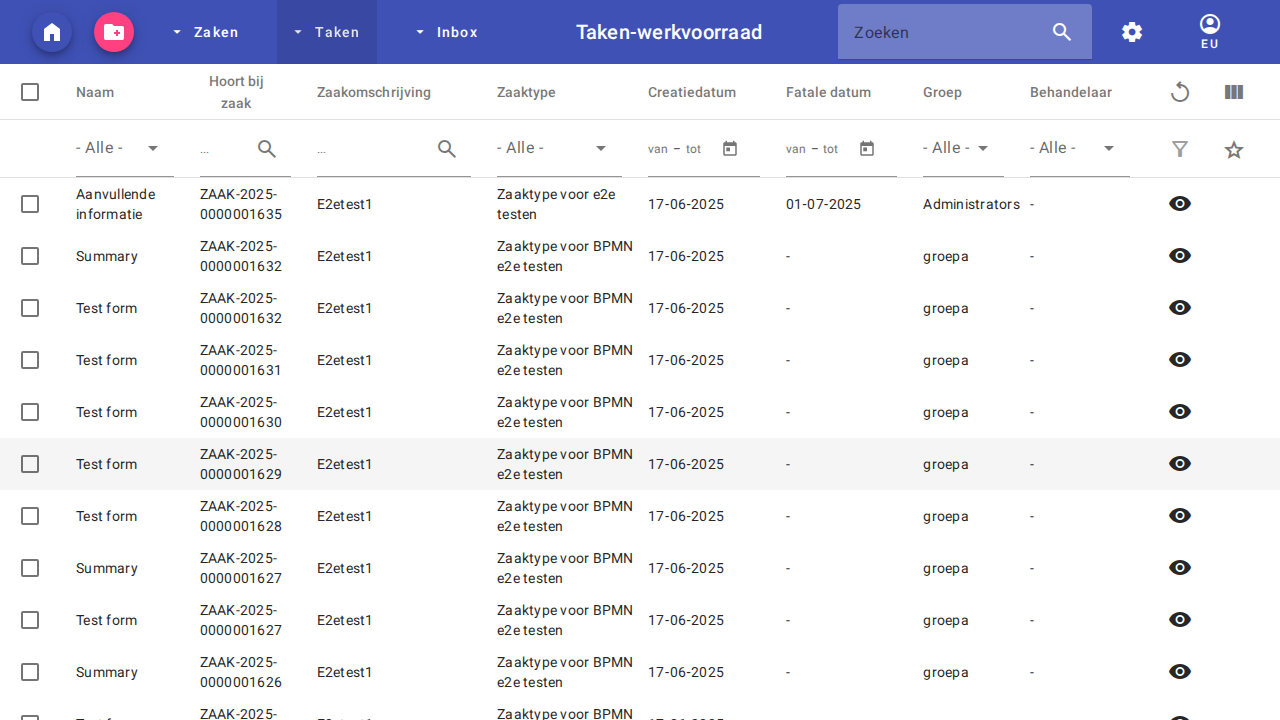 Zaken
Taken
Inbox
Taken-werkvoorraad
Zoeken
EU
Naam
Hoort bij
zaak
Zaakomschrijving
Zaaktype
Creatiedatum
Fatale datum
Groep
Behandelaar
- Alle -
...
...
- Alle -
van – tot
van – tot
- Alle -
- Alle -
Aanvullende
informatie
ZAAK-2025-
0000001635
E2etest1
Zaaktype voor e2e
testen
17-06-2025
01-07-2025
Administrators
-
Summary
ZAAK-2025-
0000001632
E2etest1
Zaaktype voor BPMN
e2e testen
17-06-2025
-
groepa
-
Test form
ZAAK-2025-
0000001632
E2etest1
Zaaktype voor BPMN
e2e testen
17-06-2025
-
groepa
-
Test form
ZAAK-2025-
0000001631
E2etest1
Zaaktype voor BPMN
e2e testen
17-06-2025
-
groepa
-
Test form
ZAAK-2025-
0000001630
E2etest1
Zaaktype voor BPMN
e2e testen
17-06-2025
-
groepa
-
Test form
ZAAK-2025-
0000001629
E2etest1
Zaaktype voor BPMN
e2e testen
17-06-2025
-
groepa
-
Test form
ZAAK-2025-
0000001628
E2etest1
Zaaktype voor BPMN
e2e testen
17-06-2025
-
groepa
-
Summary
ZAAK-2025-
0000001627
E2etest1
Zaaktype voor BPMN
e2e testen
17-06-2025
-
groepa
-
Test form
ZAAK-2025-
0000001627
E2etest1
Zaaktype voor BPMN
e2e testen
17-06-2025
-
groepa
-
Summary
ZAAK-2025-
0000001626
E2etest1
Zaaktype voor BPMN
e2e testen
17-06-2025
-
groepa
-
ZAAK-2025-
Zaaktype voor BPMN